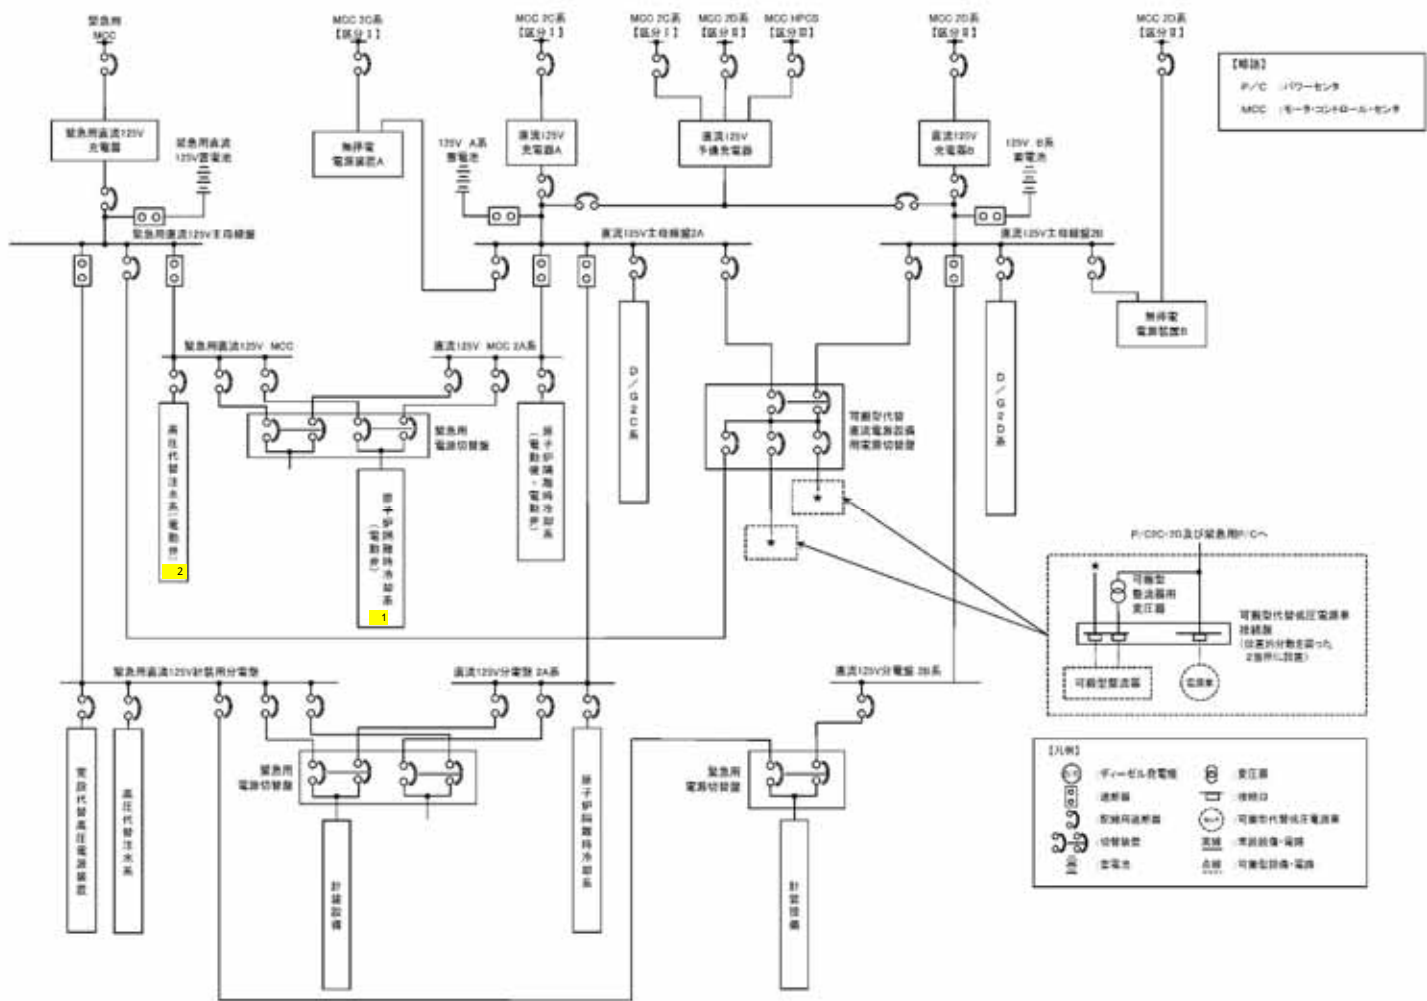 緊急用
MCC
MCC 2C系
【区分Ⅰ】
MCC 2C系
【区分Ⅰ】
MCC 2C系
【区分Ⅰ】
MCC 2D系
【区分Ⅱ】
MCC HPCS
【区分Ⅲ】
MCC 2D系
【区分Ⅱ】
MCC 2D系
【区分Ⅱ】
【略語】
P/C :パワーセンタ
MCC :モータ・コントロール・センタ
緊急用直流125V
充電器
緊急用直流
125V蓄電池
無停電
電源装置A
125V A系
蓄電池
直流125V
充電器A
直流125V
予備充電器
直流125V
充電器B
125V B系
蓄電池
緊急用直流125V主母線盤
直流125V主母線盤2A
直流125V主母線盤2B
無停電
電源装置B
緊急用直流125V MCC
直流125V MCC 2A系
D/G2C系
D/G2D系
緊急用
電源切替盤
可搬型代替
直流電源設備
用電源切替盤
高圧代替注水系(電動弁)
2
原子炉隔離時冷却系
(電動弁)
1
原子炉隔離時冷却系
(電動機・電動弁)
*
*
P/C2C・2D及び緊急用P/Cへ
*
可搬型
整流器用
変圧器
可搬型代替低圧電源車
接続盤
(位置的分散を図った
2箇所に設置)
可搬型整流器
電源車
緊急用直流125V計装用分電盤
直流125V分電盤 2A系
直流125V分電盤 2B系
緊急用
電源切替盤
緊急用
電源切替盤
常設代替高圧電源装置
高圧代替注水系
計装設備
原子炉隔離時冷却系
計装設備
【凡例】
:ディーゼル発電機
:遮断器
:配線用遮断器
:切替装置
:蓄電池
:変圧器
:接続口
:可搬型代替低圧電源車
実線 :常設設備・電路
点線 :可搬型設備・電路